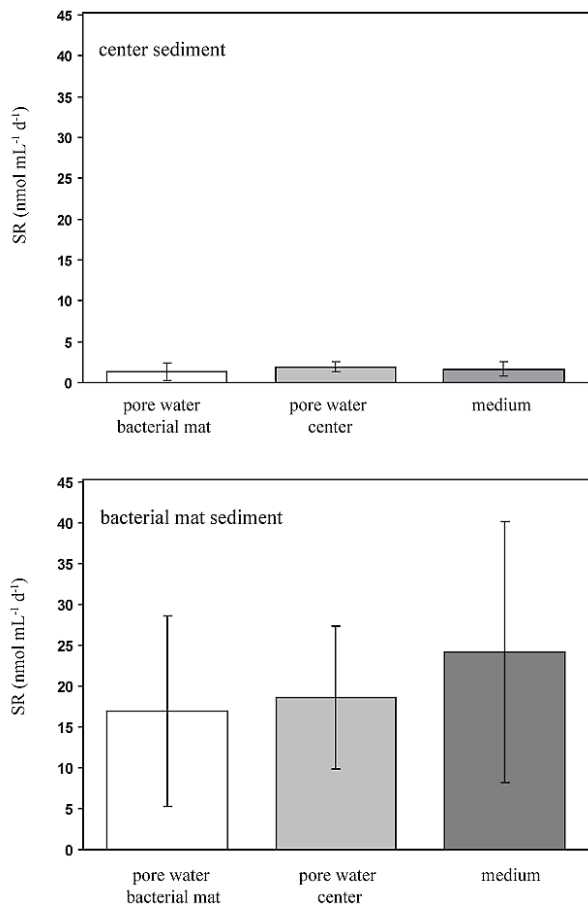 center sediment
SR (nmol mL⁻¹ d⁻¹)
45
40
35
30
25
20
15
10
5
0
pore water
bacterial mat
pore water
center
medium
bacterial mat sediment
SR (nmol mL⁻¹ d⁻¹)
45
40
35
30
25
20
15
10
5
0
pore water
bacterial mat
pore water
center
medium